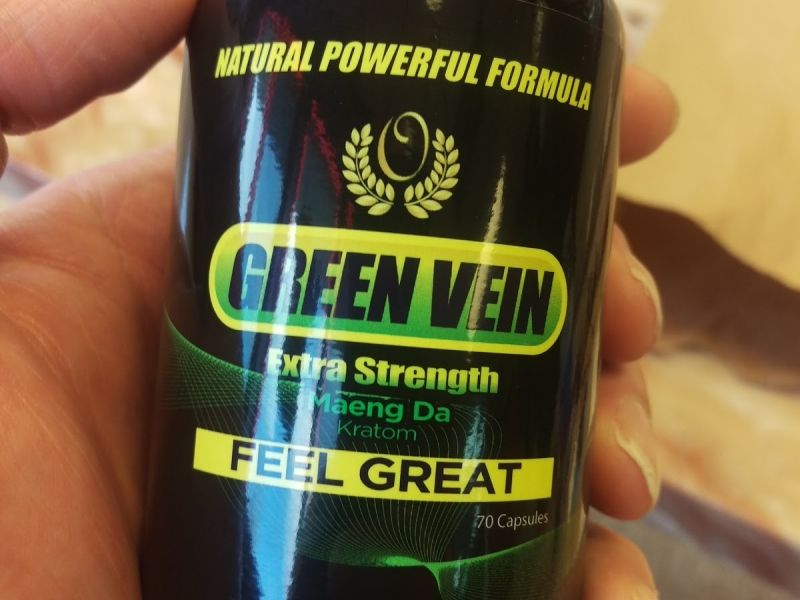 NATURAL POWERFUL FORMULA
O
GREEN VEIN
Extra Strength
Maeng Da
Kratom
FEEL GREAT
70 Capsules